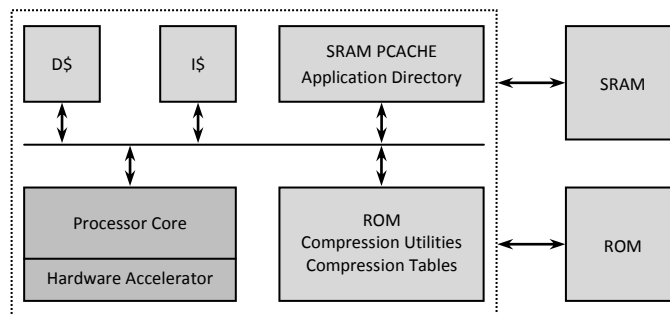 D$
I$
SRAM PCACHE
Application Directory
SRAM
Processor Core
Hardware Accelerator
ROM
Compression Utilities
Compression Tables
ROM